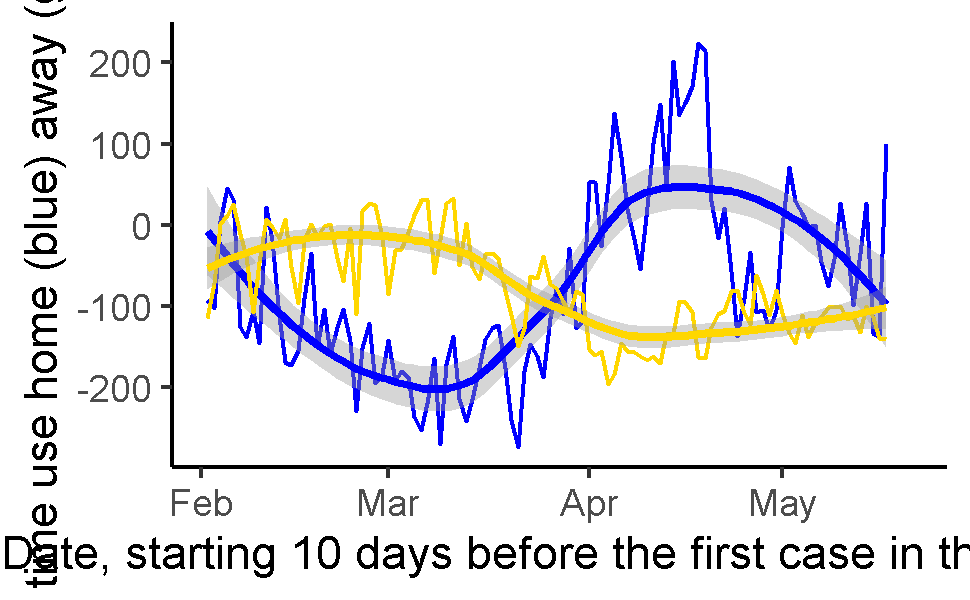 time use home (blue) away (
200
100
0
-100
-200
Feb Mar Apr May
Date, starting 10 days before the first case in th